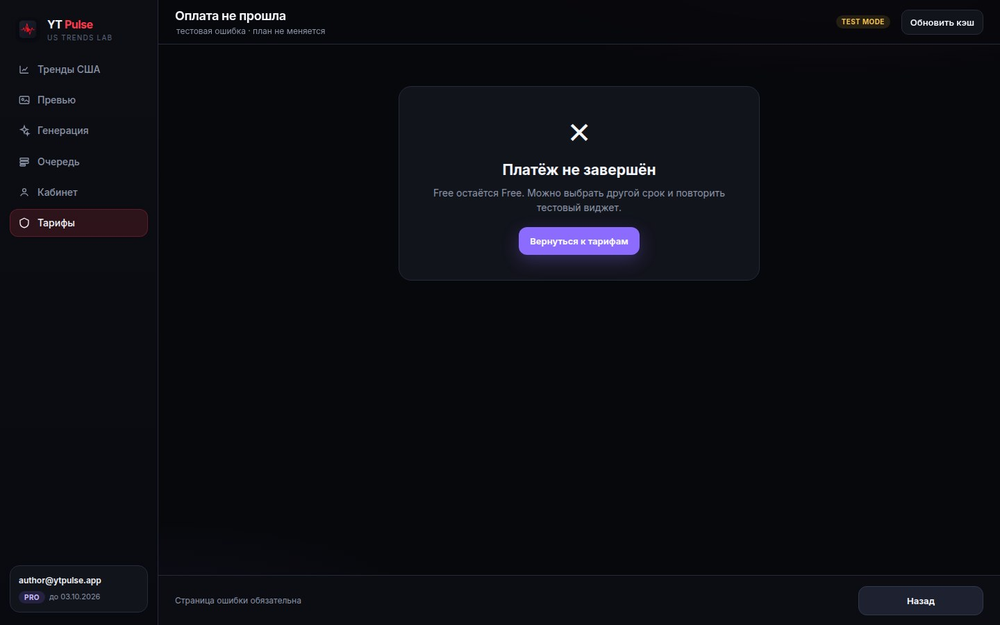 YT Pulse
US TRENDS LAB
Тренды США
Превью
Генерация
Очередь
Кабинет
Тарифы
author@ytpulse.app
PRO до 03.10.2026
Оплата не прошла
тестовая ошибка · план не меняется
TEST MODE
Обновить кэш
Платёж не завершён
Free остаётся Free. Можно выбрать другой срок и повторить
тестовый виджет.
Вернуться к тарифам
Страница ошибки обязательна
Назад